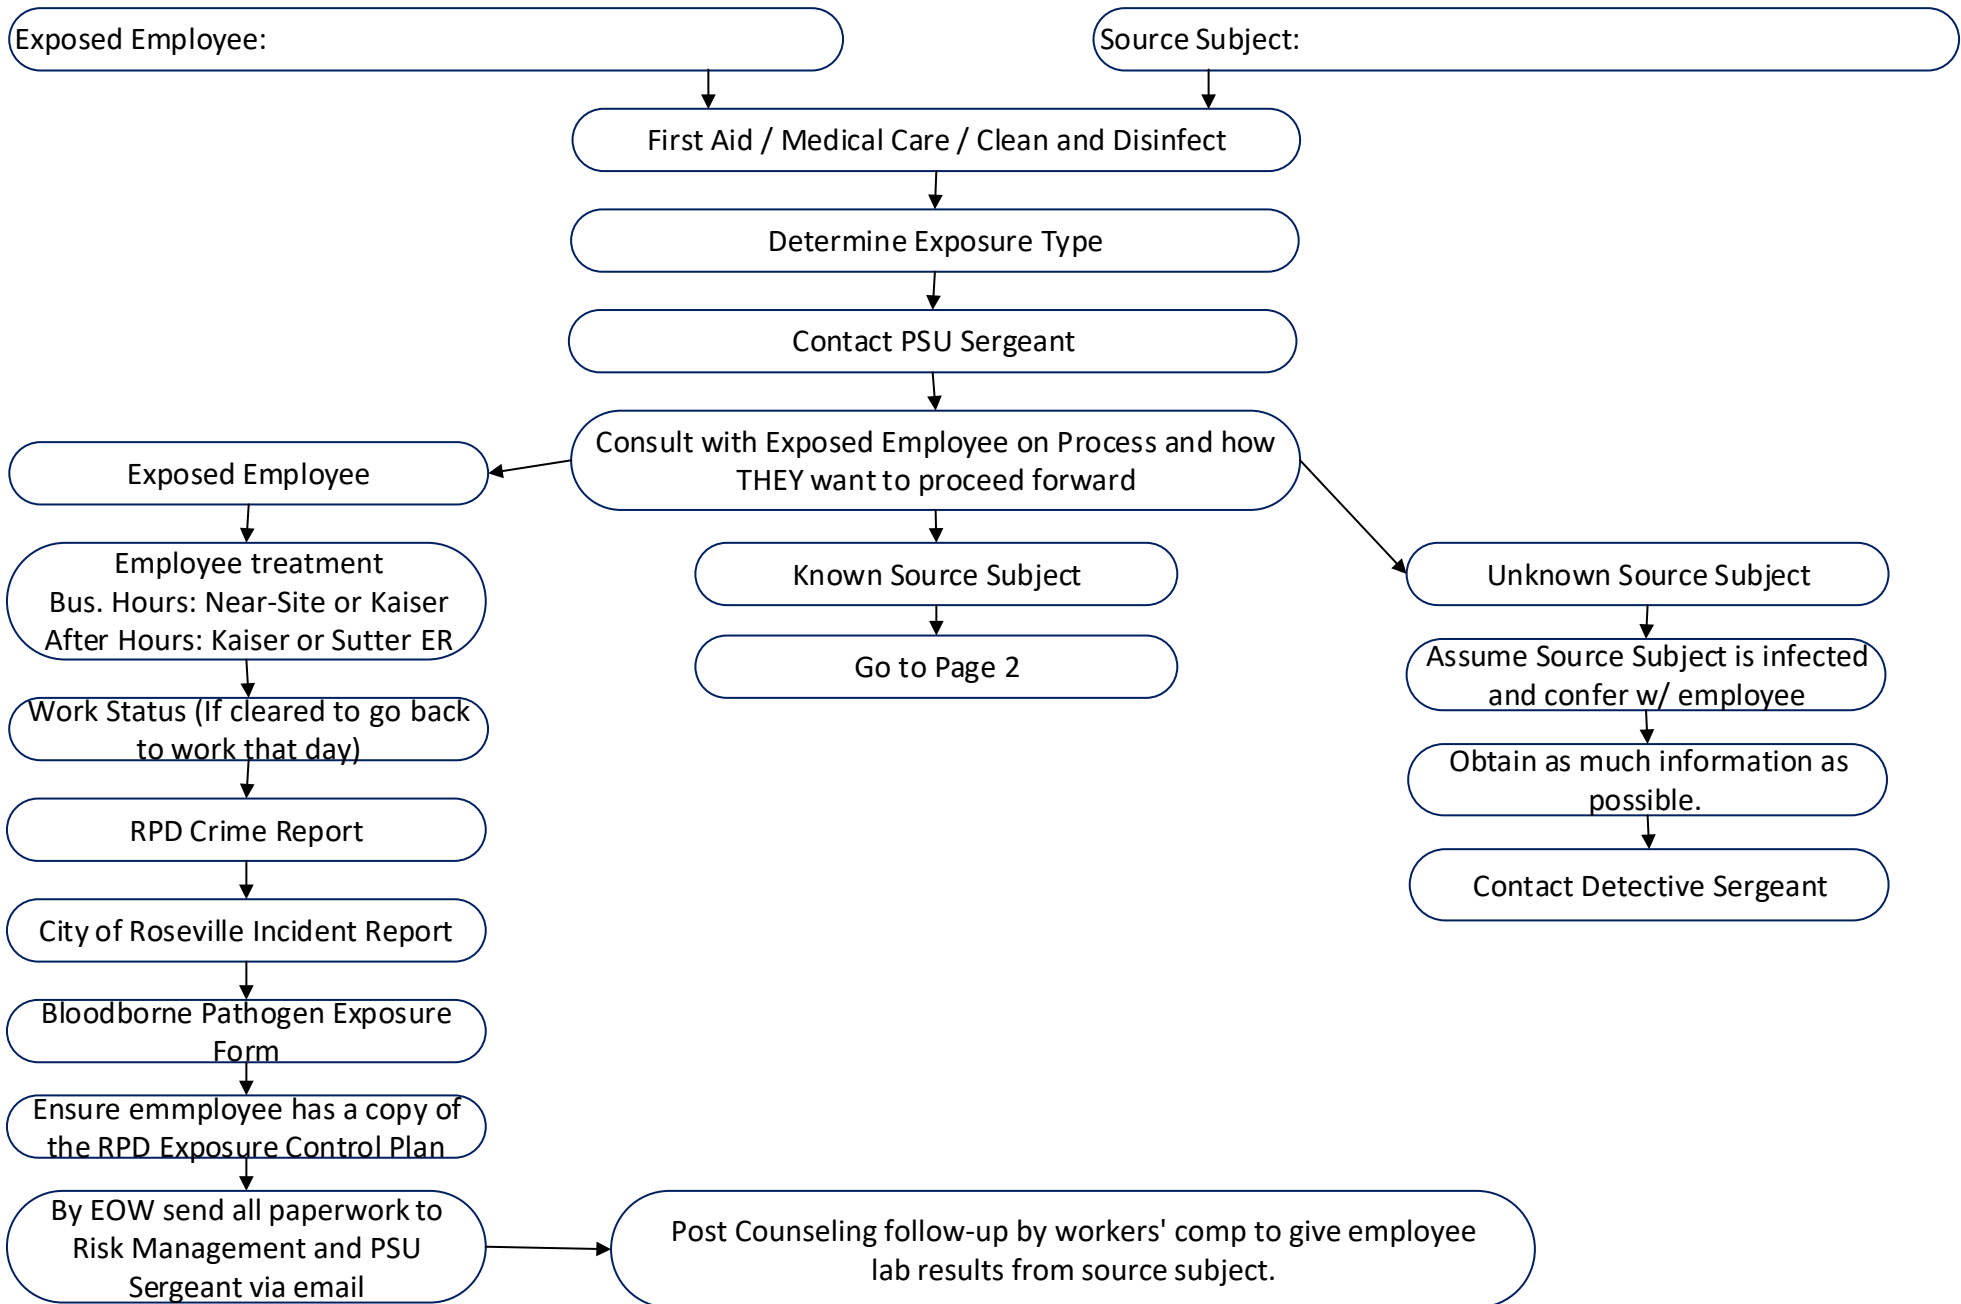 Exposed Employee:
Source Subject:
First Aid / Medical Care / Clean and Disinfect
Determine Exposure Type
Contact PSU Sergeant
Consult with Exposed Employee on Process and how
THEY want to proceed forward
Exposed Employee
Employee treatment
Bus. Hours: Near-Site or Kaiser
After Hours: Kaiser or Sutter ER
Work Status (If cleared to go back
to work that day)
RPD Crime Report
City of Roseville Incident Report
Bloodborne Pathogen Exposure
Form
Ensure emmployee has a copy of
the RPD Exposure Control Plan
By EOW send all paperwork to
Risk Management and PSU
Sergeant via email
Post Counseling follow-up by workers' comp to give employee
lab results from source subject.
Known Source Subject
Go to Page 2
Unknown Source Subject
Assume Source Subject is infected
and confer w/ employee
Obtain as much information as
possible.
Contact Detective Sergeant